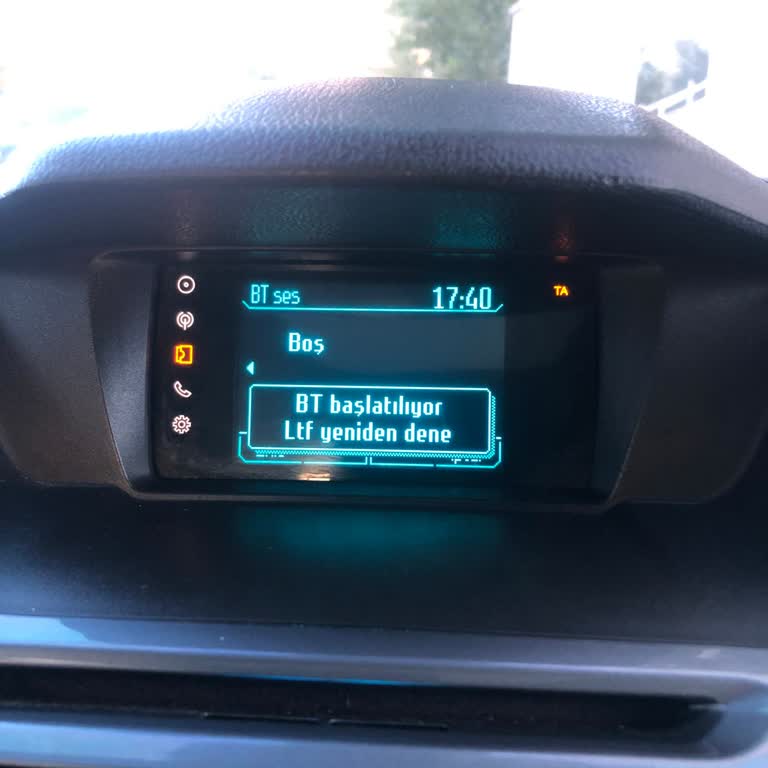 BT ses 17:40 TA
Boş
BT başlatılıyor
Ltf yeniden dene